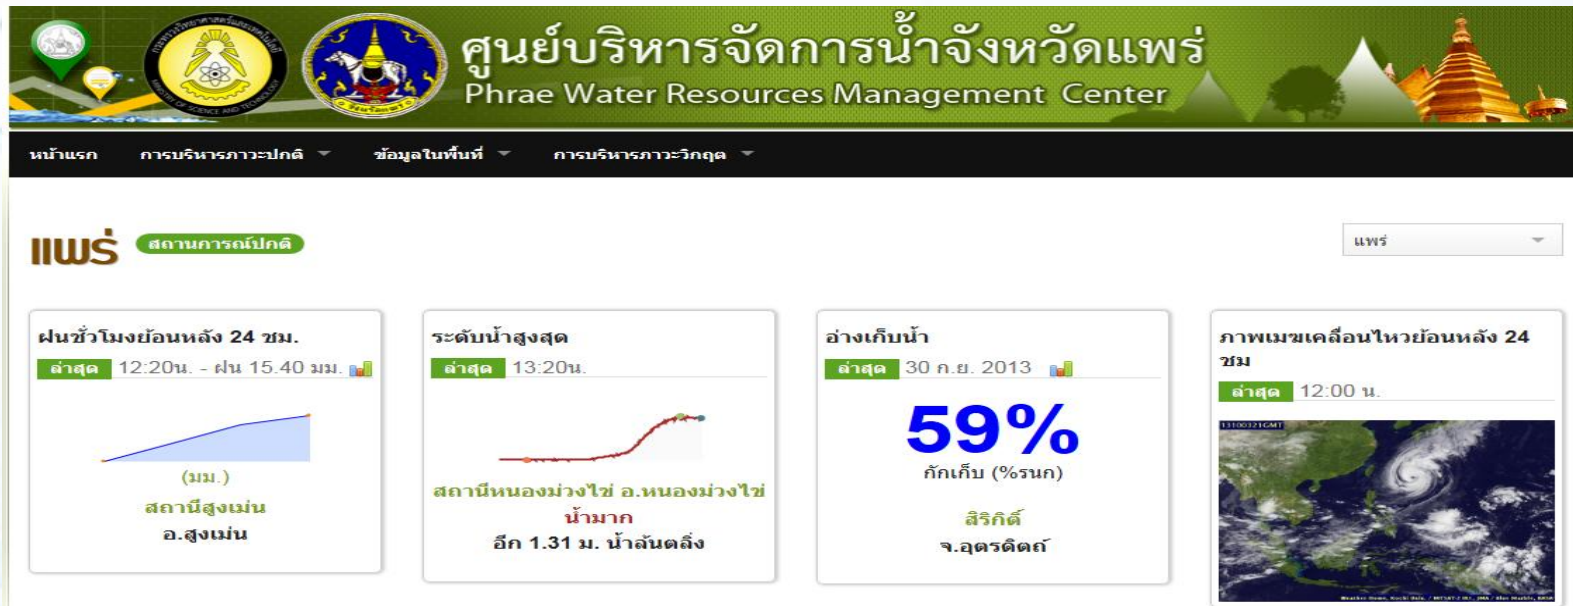 ศูนย์บริหารจัดการน้ำจังหวัดแพร่
Phrae Water Resources Management Center
หน้าแรก การบริหารภาวะปกติ ข้อมูลในพื้นที่ การบริหารภาวะวิกฤต
แพร่ สถานการณ์ปกติ
แพร่
ฝนชั่วโมงย้อนหลัง 24 ชม.
ล่าสุด 12:20น. - ฝน 15.40 มม.
(มม.)
สถานีสูงเม่น
อ.สูงเม่น
ระดับน้ำสูงสุด
ล่าสุด 13:20น.
สถานีหนองม่วงไข่ อ.หนองม่วงไข่
น้ำมาก
อีก 1.31 ม. น้ำล้นตลิ่ง
อ่างเก็บน้ำ
ล่าสุด 30 ก.ย. 2013
59%
กักเก็บ (%รนก)
สิริกิติ์
จ.อุตรดิตถ์
ภาพเมฆเคลื่อนไหวย้อนหลัง 24
ชม
ล่าสุด 12:00 น.
13100321GMT